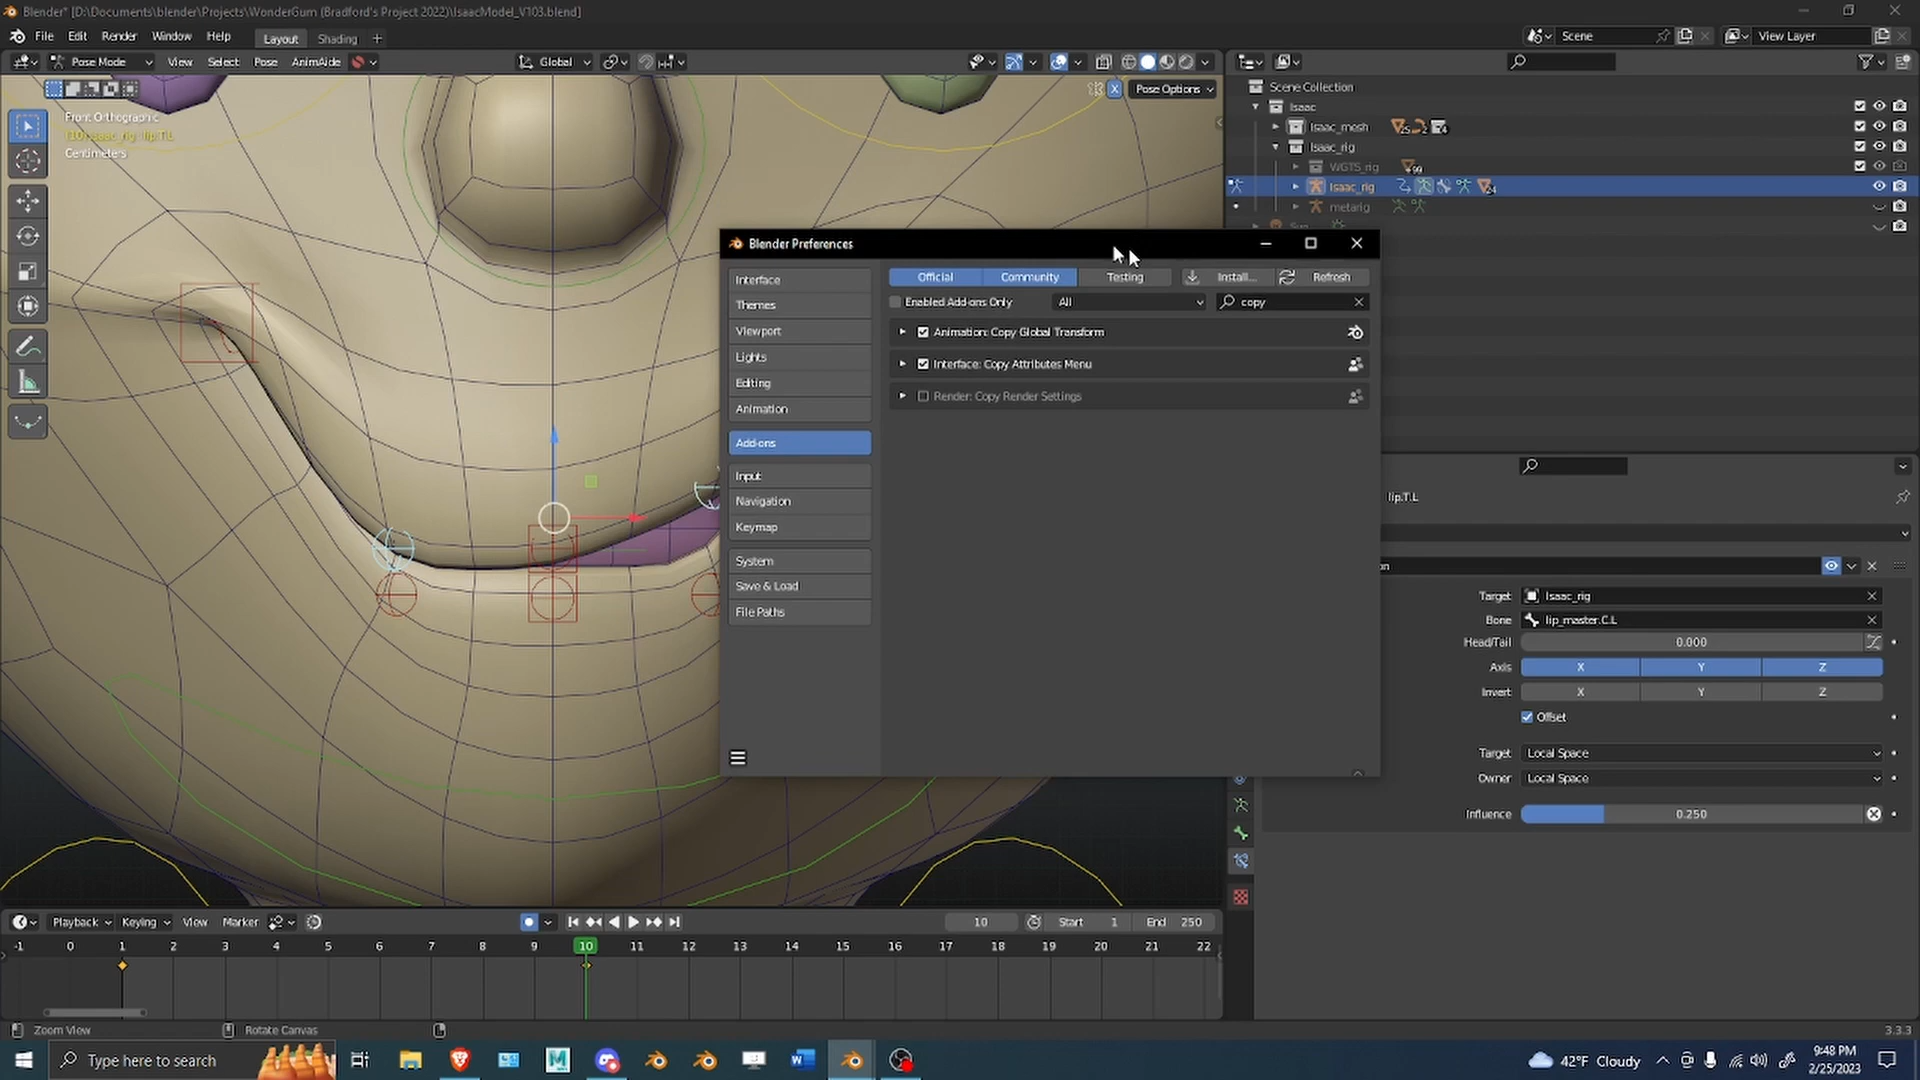 Blender* [D:\Documents\blender\Projects\WonderGum (Bradford's Project 2022)\IsaacModel_V103.blend]
File Edit Render Window Help Layout Shading + Scene View Layer
Pose Mode View Select Pose AnimAide Global
X Pose Options
Front Orthographic
(10) Isaac_rig : lip.T.L
Centimeters
Scene Collection
Isaac
Isaac_mesh
Isaac_rig
WGTS_rig
Isaac_rig
metarig
Blender Preferences
Interface
Themes
Viewport
Lights
Editing
Animation
Add-ons
Input
Navigation
Keymap
System
Save & Load
File Paths
Official Community Testing Install... Refresh
Enabled Add-ons Only All copy
Animation: Copy Global Transform
Interface: Copy Attributes Menu
Render: Copy Render Settings
lip.T.L
Target Isaac_rig
Bone lip_master.C.L
Head/Tail 0.000
Axis X Y Z
Invert X Y Z
Offset
Target Local Space
Owner Local Space
Influence 0.250
Playback Keying View Marker 10 Start 1 End 250
-1 0 1 2 3 4 5 6 7 8 9 10 11 12 13 14 15 16 17 18 19 20 21 22
Zoom View Rotate Canvas 3.3.3
Type here to search 42°F Cloudy 9:48 PM
2/25/2023